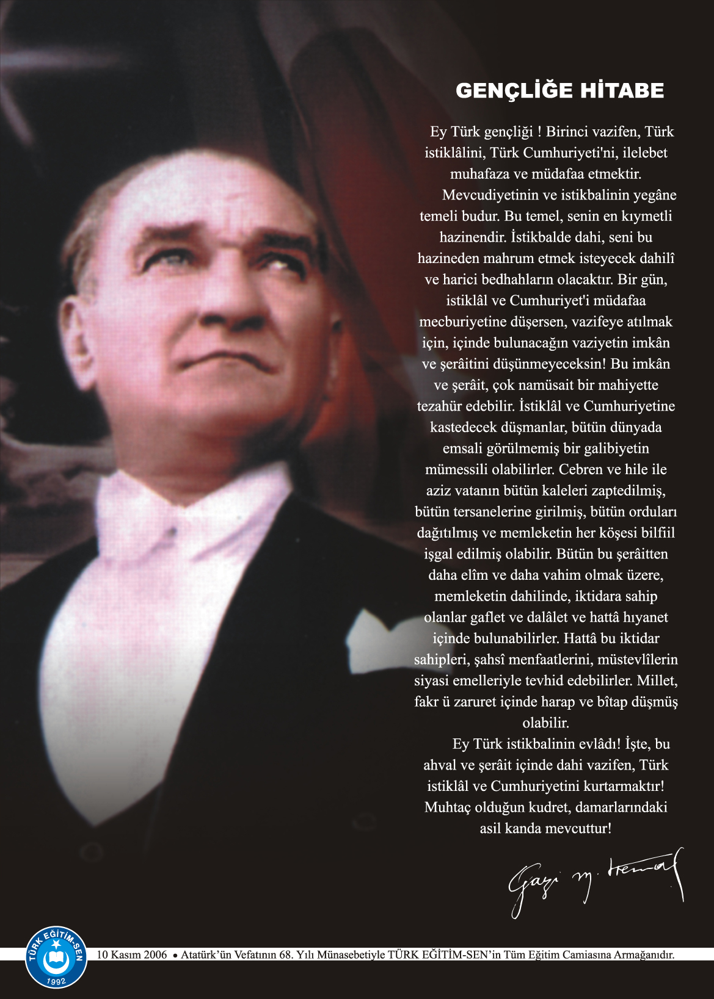 GENÇLİĞE HİTABE
Ey Türk gençliği ! Birinci vazifen, Türk
istiklâlini, Türk Cumhuriyeti'ni, ilelebet
muhafaza ve müdafaa etmektir.
Mevcudiyetinin ve istikbalinin yegâne
temeli budur. Bu temel, senin en kıymetli
hazinendir. İstikbalde dahi, seni bu
hazineden mahrum etmek isteyecek dahilî
ve harici bedhahların olacaktır. Bir gün,
istiklâl ve Cumhuriyet'i müdafaa
mecburiyetine düşersen, vazifeye atılmak
için, içinde bulunacağın vaziyetin imkân
ve şerâitini düşünmeyeceksin! Bu imkân
ve şerâit, çok namüsait bir mahiyette
tezahür edebilir. İstiklâl ve Cumhuriyetine
kastedecek düşmanlar, bütün dünyada
emsali görülmemiş bir galibiyetin
mümessili olabilirler. Cebren ve hile ile
aziz vatanın bütün kaleleri zaptedilmiş,
bütün tersanelerine girilmiş, bütün orduları
dağıtılmış ve memleketin her köşesi bilfiil
işgal edilmiş olabilir. Bütün bu şerâitten
daha elîm ve daha vahim olmak üzere,
memleketin dahilinde, iktidara sahip
olanlar gaflet ve dalâlet ve hattâ hıyanet
içinde bulunabilirler. Hattâ bu iktidar
sahipleri, şahsî menfaatlerini, müstevlîlerin
siyasi emelleriyle tevhid edebilirler. Millet,
fakr ü zaruret içinde harap ve bîtap düşmüş
olabilir.
Ey Türk istikbalinin evlâdı! İşte, bu
ahval ve şerâit içinde dahi vazifen, Türk
istiklâl ve Cumhuriyetini kurtarmaktır!
Muhtaç olduğun kudret, damarlarındaki
asil kanda mevcuttur!
Gazi M. Kemal
TÜRK EĞİTİM-SEN
1992
10 Kasım 2006 • Atatürk’ün Vefatının 68. Yılı Münasebetiyle TÜRK EĞİTİM-SEN’in Tüm Eğitim Camiasına Armağanıdır.